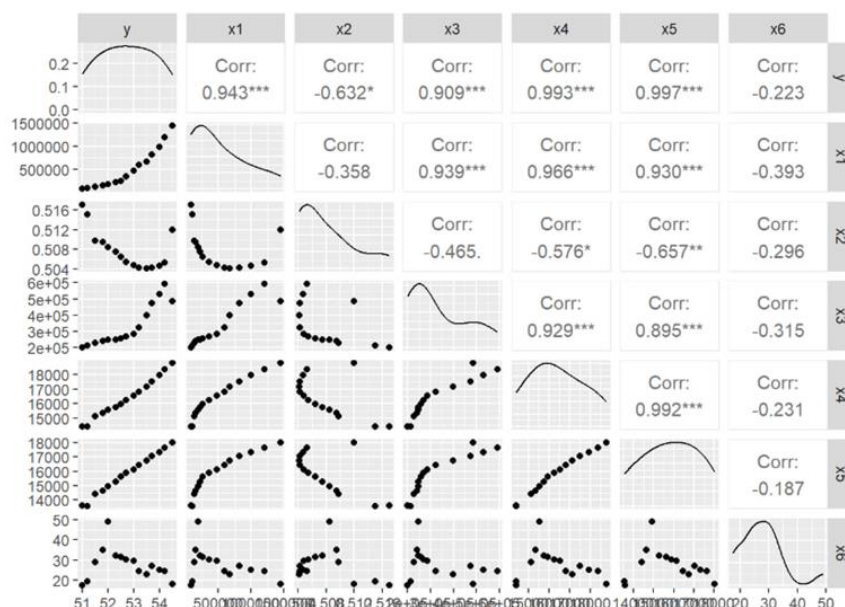 y x1 x2 x3 x4 x5 x6
0.2 Corr: Corr: Corr: Corr: Corr: Corr: y
0.1 0.943*** -0.632* 0.909*** 0.993*** 0.997*** -0.223
0.0
1500000 Corr: Corr: Corr: Corr: Corr: x1
1000000 -0.358 0.939*** 0.966*** 0.930*** -0.393
500000
0.516 Corr: Corr: Corr: Corr: x2
0.512 -0.465. -0.576* -0.657** -0.296
0.508
0.504
6e+05 Corr: Corr: Corr: x3
5e+05 0.929*** 0.895*** -0.315
4e+05
3e+05
2e+05
18000 Corr: Corr: x4
17000 0.992*** -0.231
16000
15000
18000 Corr: x5
17000 -0.187
16000
15000
14000
50 x6
40
30
20
51 52 53 54 20 30 40 50